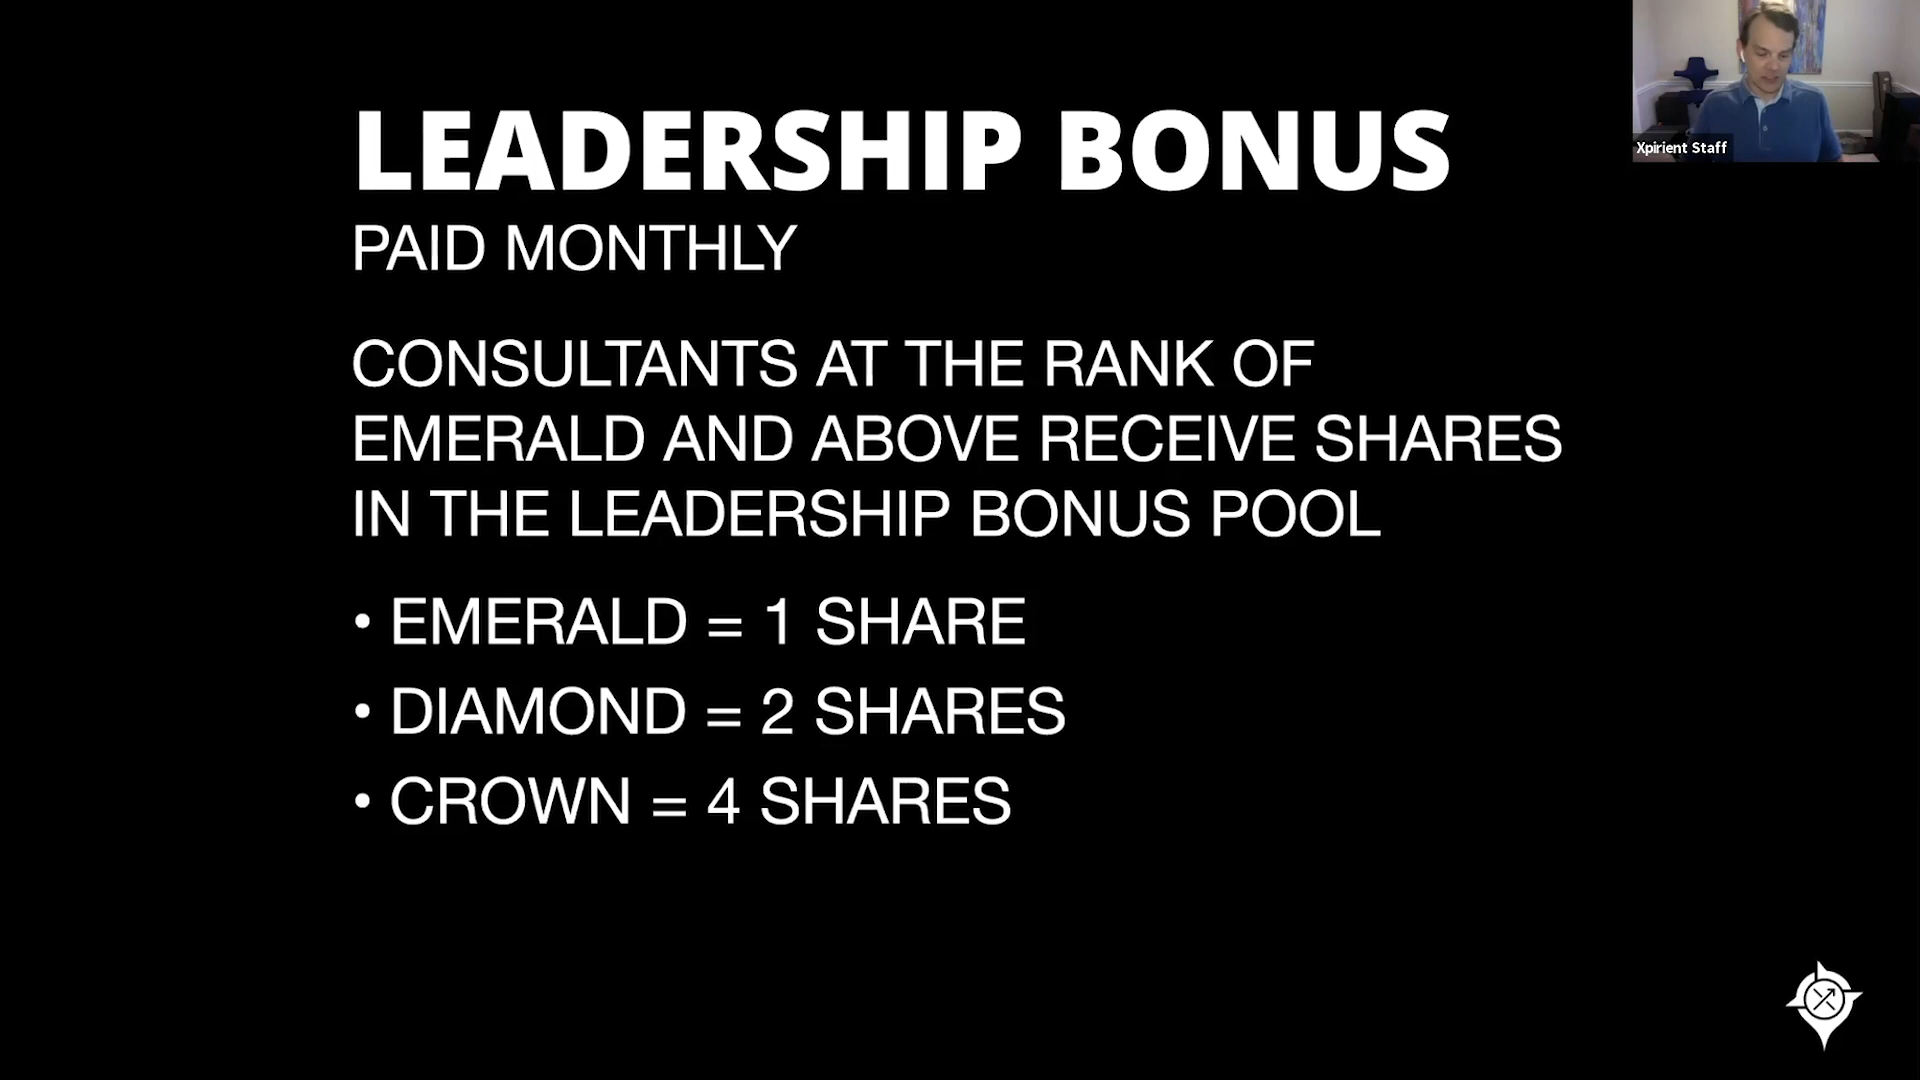 LEADERSHIP BONUS
PAID MONTHLY
CONSULTANTS AT THE RANK OF
EMERALD AND ABOVE RECEIVE SHARES
IN THE LEADERSHIP BONUS POOL
• EMERALD = 1 SHARE
• DIAMOND = 2 SHARES
• CROWN = 4 SHARES
Xpirient Staff